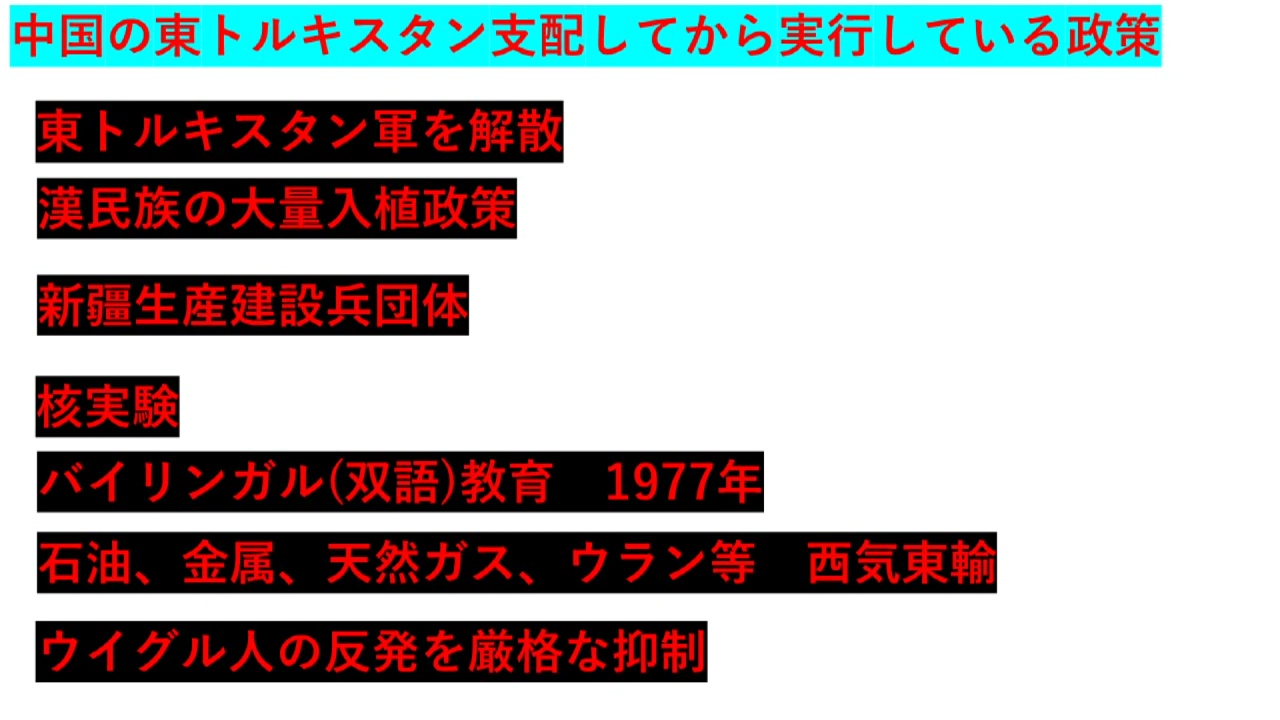 中国の東トルキスタン支配してから実行している政策
東トルキスタン軍を解散
漢民族の大量入植政策
新疆生産建設兵団体
核実験
バイリンガル(双語)教育　1977年
石油、金属、天然ガス、ウラン等　西気東輸
ウイグル人の反発を厳格な抑制